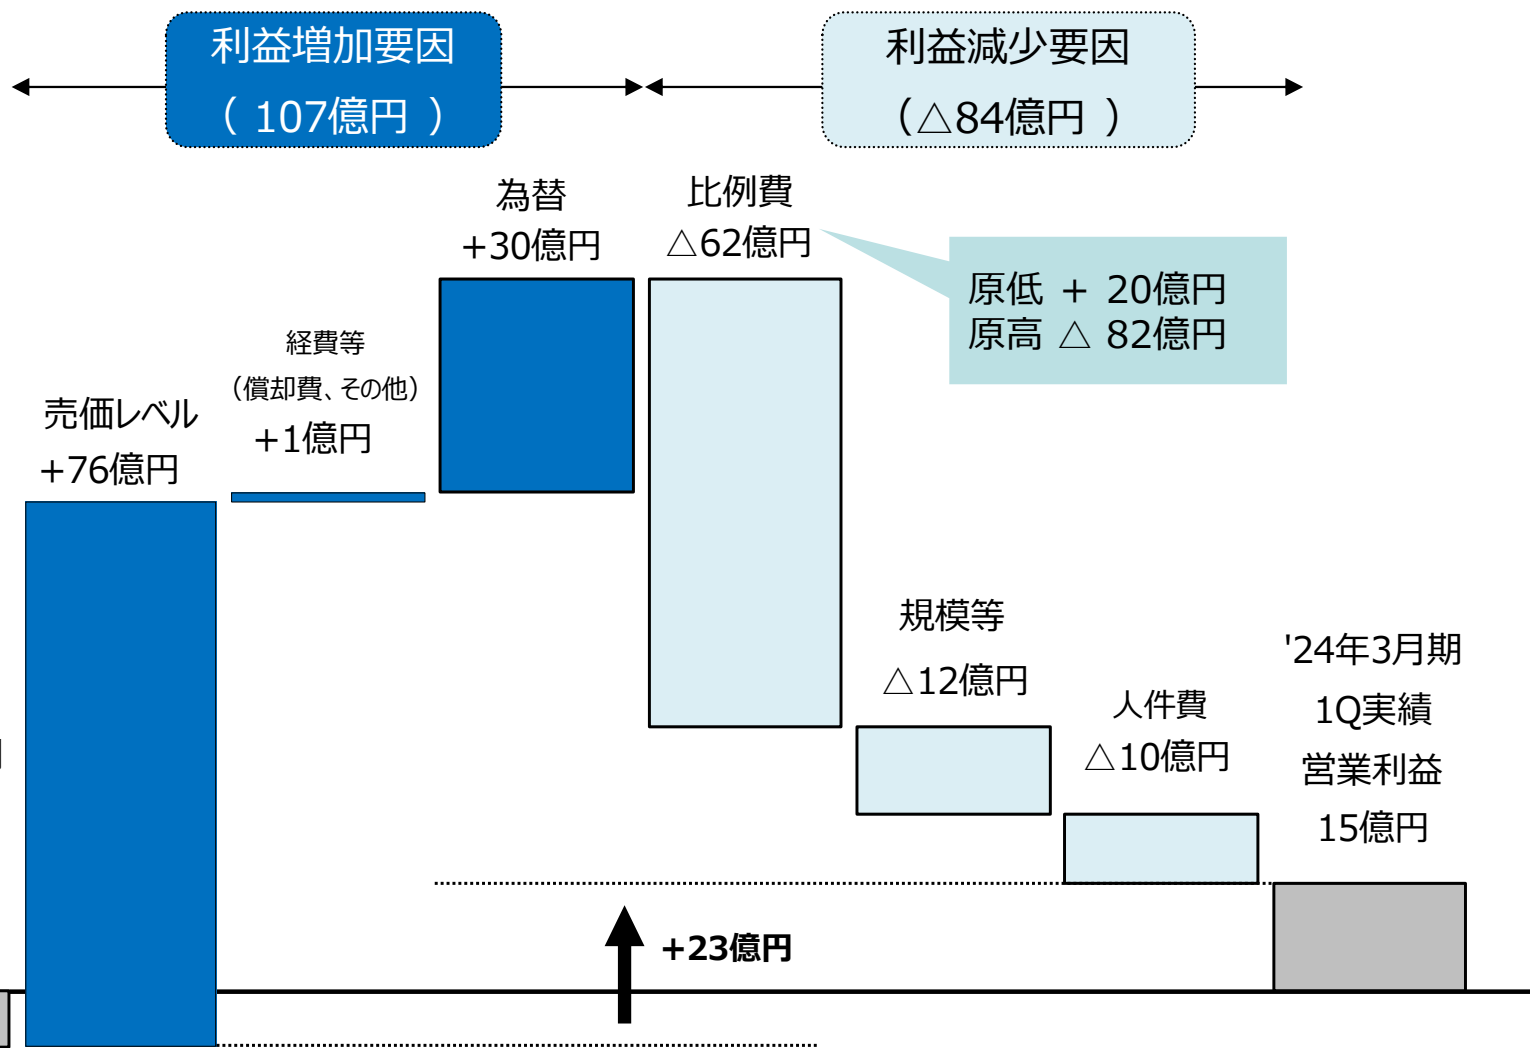 利益増加要因
（ 107億円 ）
利益減少要因
（△84億円 ）
為替
+30億円
比例費
△62億円
原低 + 20億円
原高 △ 82億円
経費等
（償却費、その他）
+1億円
売価レベル
+76億円
規模等
△12億円
人件費
△10億円
'24年3月期
1Q実績
営業利益
15億円
+23億円